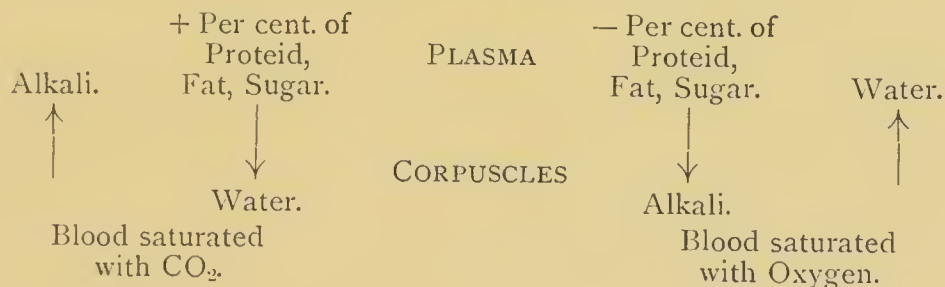 + Per cent. of
Proteid,
Fat, Sugar.
Alkali.
PLASMA
− Per cent. of
Proteid,
Fat, Sugar.
Water.
CORPUSCLES
Water.
Alkali.
Blood saturated
with CO₂.
Blood saturated
with Oxygen.